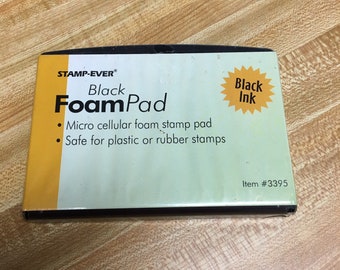 STAMP-EVER®
Black
FoamPad
• Micro cellular foam stamp pad
• Safe for plastic or rubber stamps
Black
Ink
Item #3395